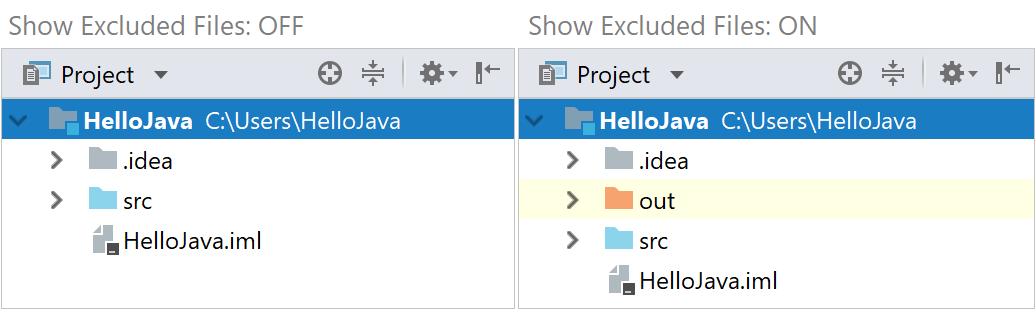 Show Excluded Files: OFF
Project
HelloJava C:\Users\HelloJava
.idea
src
HelloJava.iml
Show Excluded Files: ON
Project
HelloJava C:\Users\HelloJava
.idea
out
src
HelloJava.iml